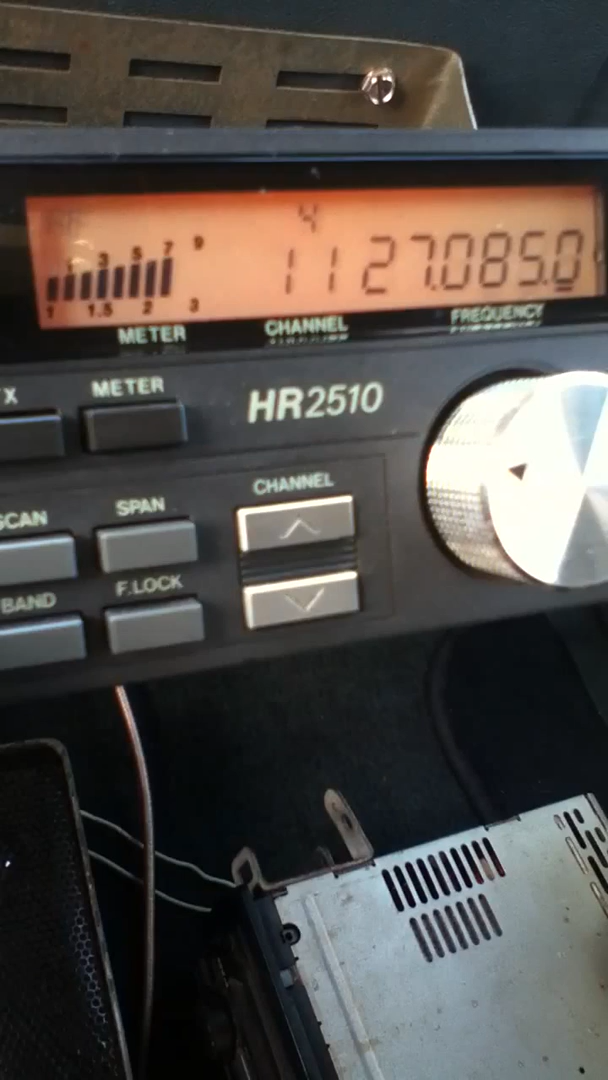 4
1 3 5 7 9
11 27.085.0
1 1.5 2 3
METER CHANNEL FREQUENCY
X METER HR2510
SCAN SPAN CHANNEL
BAND F.LOCK